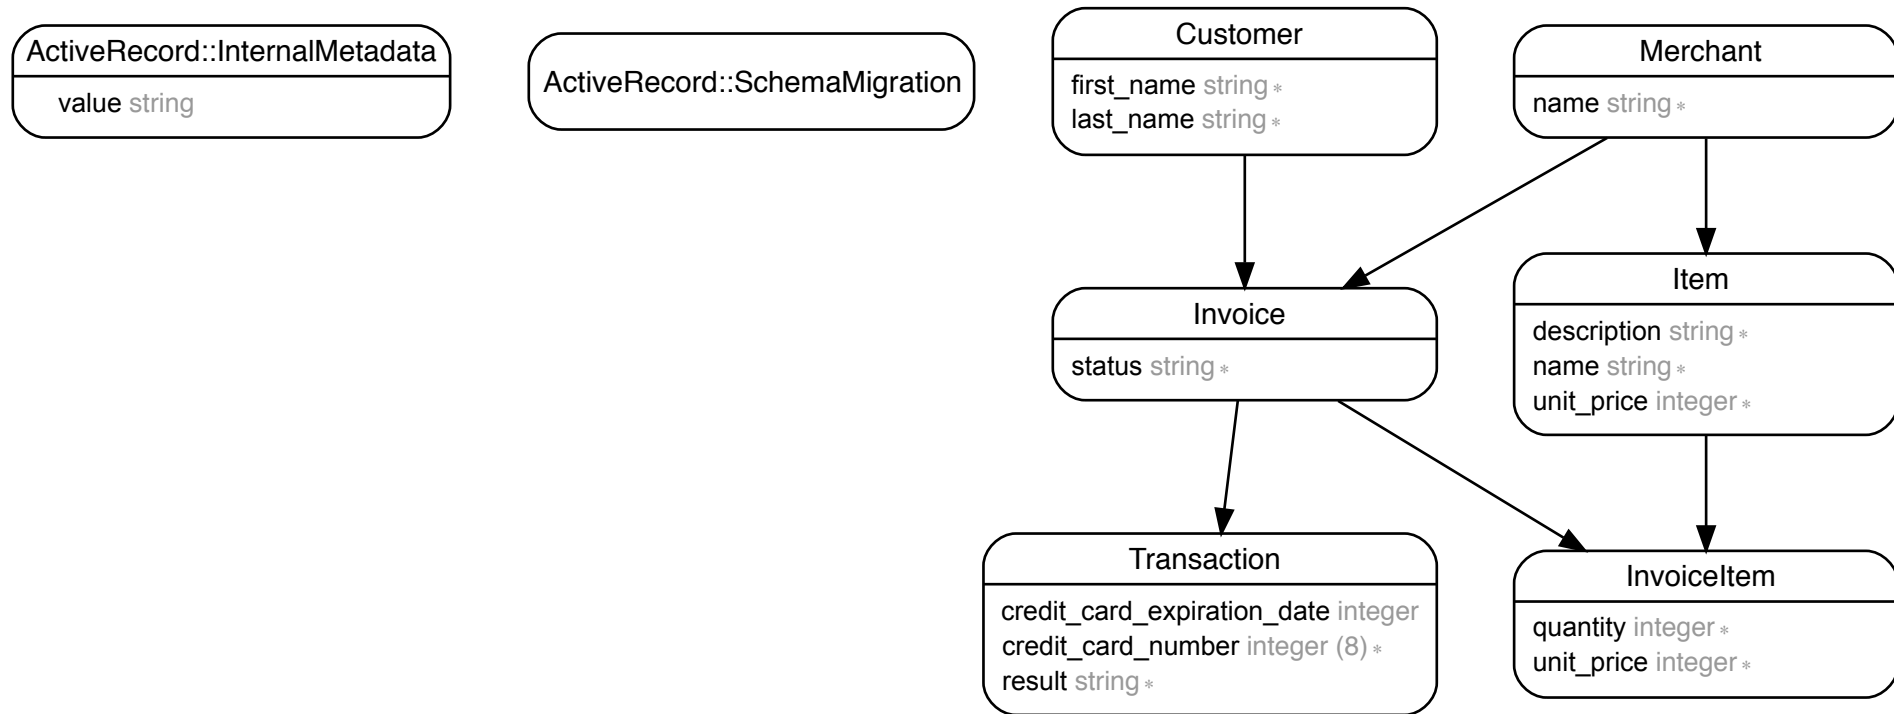 ActiveRecord::InternalMetadata
value string
ActiveRecord::SchemaMigration
Customer
first_name string *
last_name string *
Merchant
name string *
Invoice
status string *
Item
description string *
name string *
unit_price integer *
Transaction
credit_card_expiration_date integer
credit_card_number integer (8) *
result string *
InvoiceItem
quantity integer *
unit_price integer *